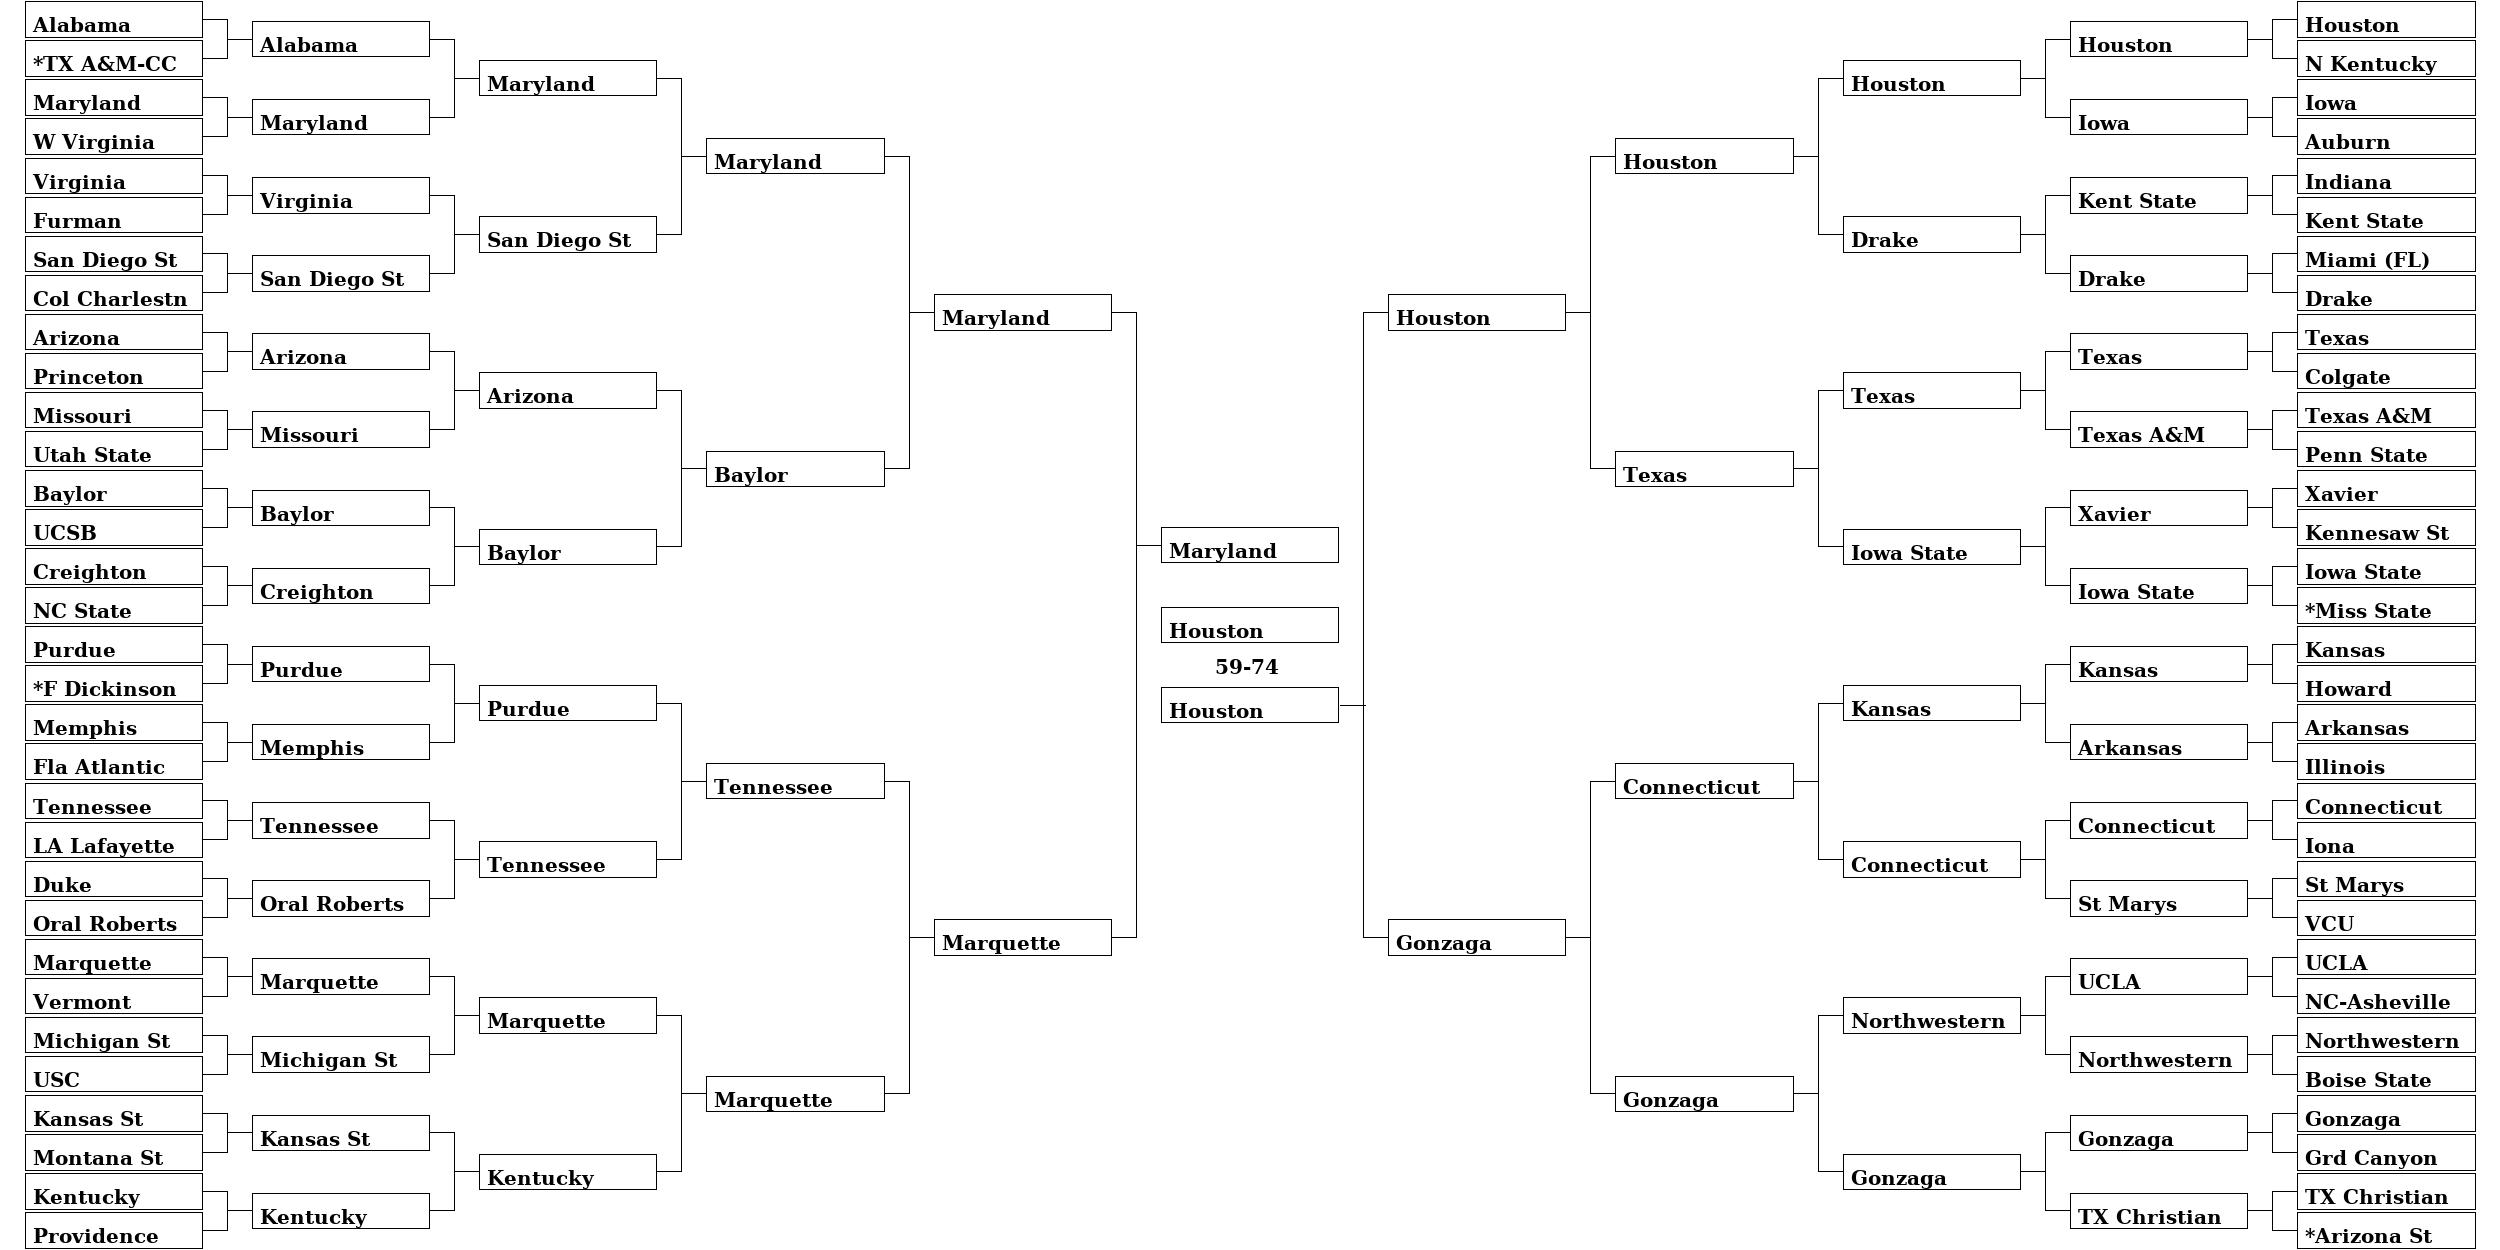 Alabama
*TX A&M-CC
Maryland
W Virginia
Virginia
Furman
San Diego St
Col Charlestn
Arizona
Princeton
Missouri
Utah State
Baylor
UCSB
Creighton
NC State
Purdue
*F Dickinson
Memphis
Fla Atlantic
Tennessee
LA Lafayette
Duke
Oral Roberts
Marquette
Vermont
Michigan St
USC
Kansas St
Montana St
Kentucky
Providence
Alabama
Maryland
Virginia
San Diego St
Arizona
Missouri
Baylor
Creighton
Purdue
Memphis
Tennessee
Oral Roberts
Marquette
Michigan St
Kansas St
Kentucky
Maryland
San Diego St
Arizona
Baylor
Purdue
Tennessee
Marquette
Kentucky
Maryland
Baylor
Tennessee
Marquette
Maryland
Marquette
Maryland
Houston
59-74
Houston
Houston
Gonzaga
Houston
Texas
Connecticut
Gonzaga
Houston
Drake
Texas
Iowa State
Kansas
Connecticut
Northwestern
Gonzaga
Houston
Iowa
Kent State
Drake
Texas
Texas A&M
Xavier
Iowa State
Kansas
Arkansas
Connecticut
St Marys
UCLA
Northwestern
Gonzaga
TX Christian
Houston
N Kentucky
Iowa
Auburn
Indiana
Kent State
Miami (FL)
Drake
Texas
Colgate
Texas A&M
Penn State
Xavier
Kennesaw St
Iowa State
*Miss State
Kansas
Howard
Arkansas
Illinois
Connecticut
Iona
St Marys
VCU
UCLA
NC-Asheville
Northwestern
Boise State
Gonzaga
Grd Canyon
TX Christian
*Arizona St